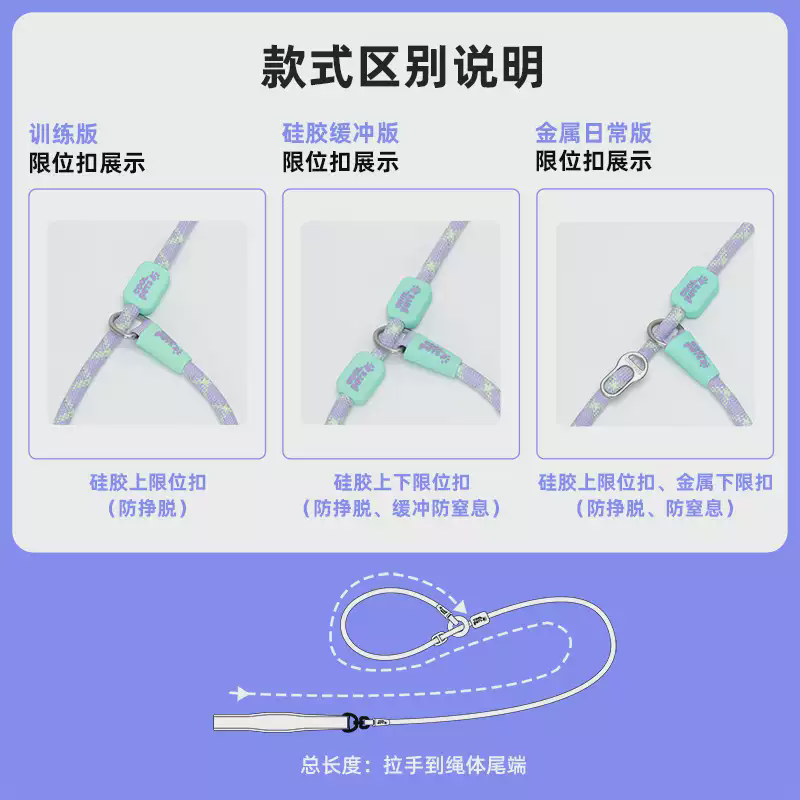 款式区别说明
训练版
限位扣展示
硅胶缓冲版
限位扣展示
金属日常版
限位扣展示
硅胶上限位扣
（防挣脱）
硅胶上下限位扣
（防挣脱、缓冲防窒息）
硅胶上限位扣、金属下限扣
（防挣脱、防窒息）
总长度：拉手到绳体尾端